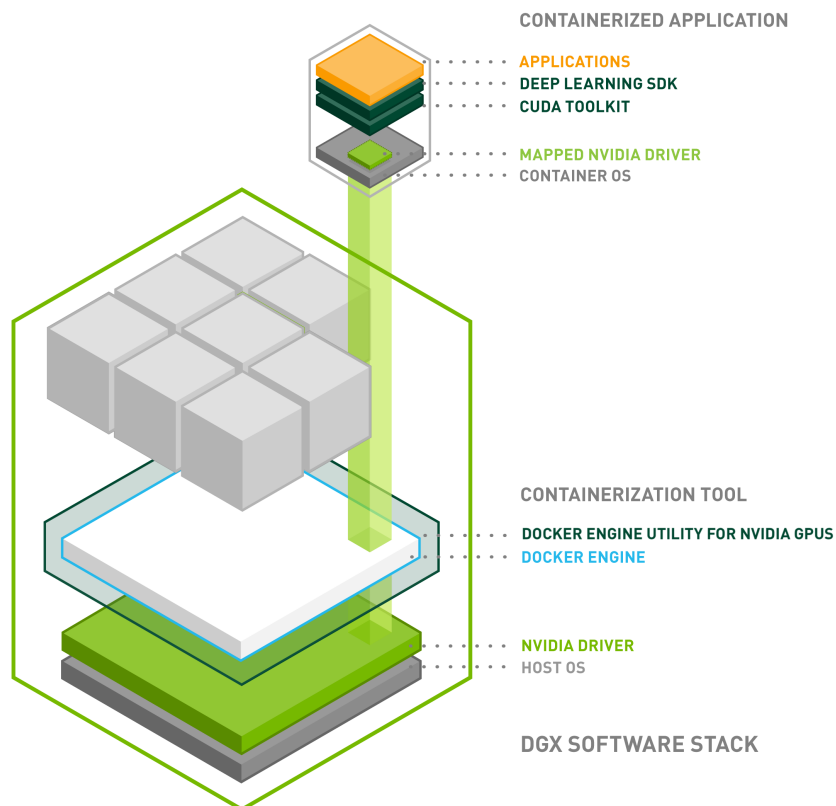 CONTAINERIZED APPLICATION
APPLICATIONS
DEEP LEARNING SDK
CUDA TOOLKIT
MAPPED NVIDIA DRIVER
CONTAINER OS
CONTAINERIZATION TOOL
DOCKER ENGINE UTILITY FOR NVIDIA GPUS
DOCKER ENGINE
NVIDIA DRIVER
HOST OS
DGX SOFTWARE STACK